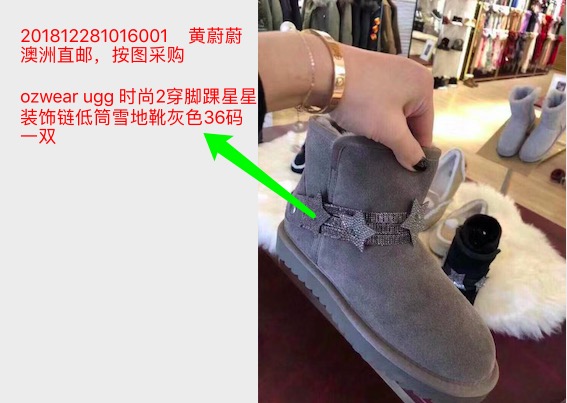 201812281016001 黄蔚蔚
澳洲直邮，按图采购
ozwear ugg 时尚2穿脚踝星星
装饰链低筒雪地靴灰色36码
一双